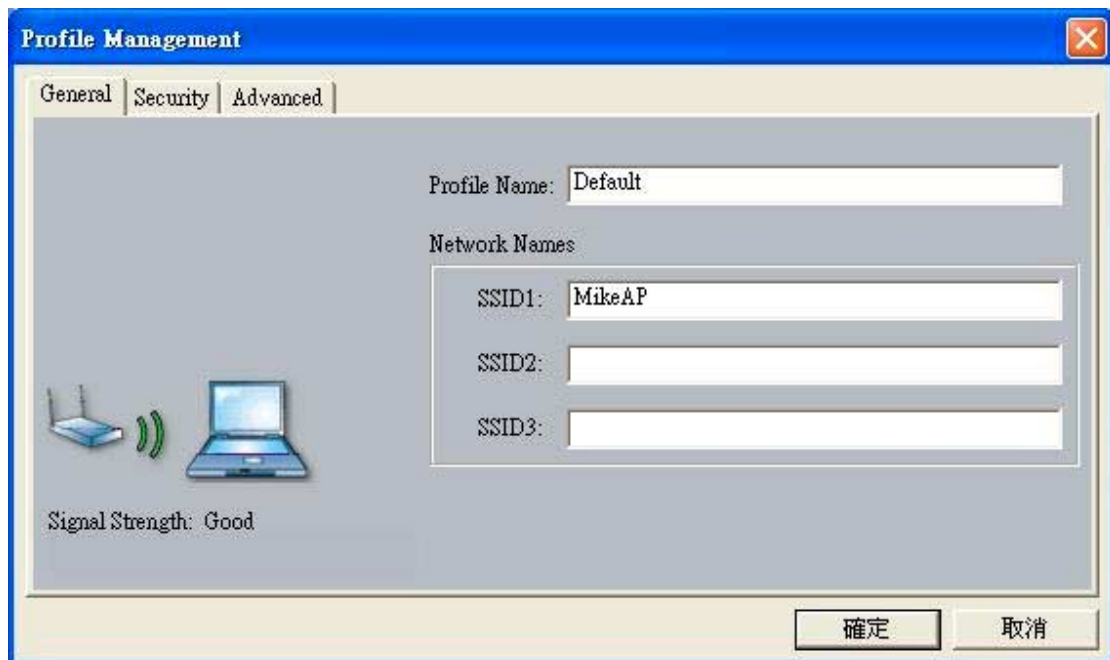 Profile Management
General Security Advanced
Profile Name: Default
Network Names
SSID1: MikeAP
SSID2:
SSID3:
Signal Strength: Good
確定 取消